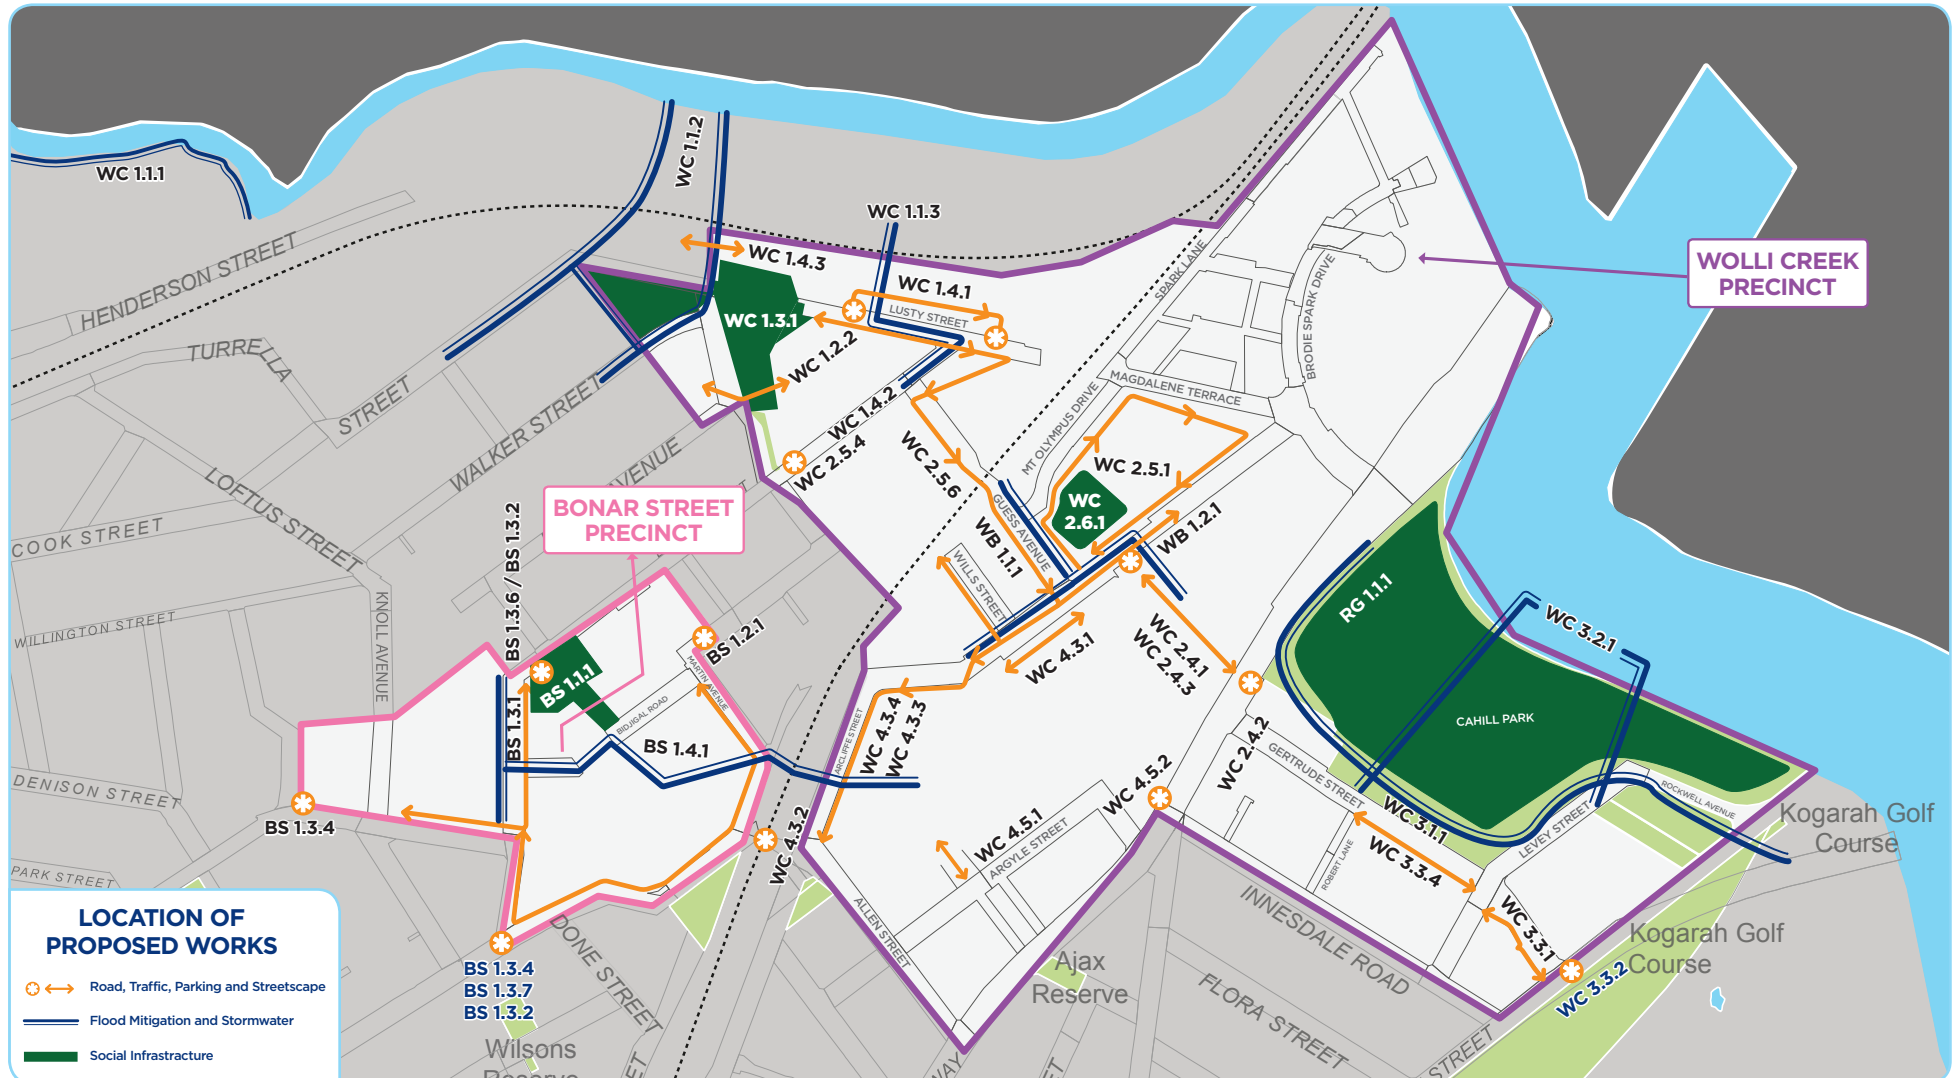 WC 1.1.1
WC 1.1.2
WC 1.1.3
WC 1.4.3
WC 1.4.1
LUSTY STREET
WC 1.3.1
WC 1.2.2
WC 1.4.2
WC 2.5.4
WC 2.5.6
HENDERSON STREET
TURRELLA
STREET
WALKER STREET
AVENUE
LOFTUS STREET
COOK STREET
WILLINGTON STREET
KNOLL AVENUE
DENISON STREET
PARK STREET
SPARK LANE
BRODIE SPARK DRIVE
MAGDALENE TERRACE
MT OLYMPUS DRIVE
WOLLI CREEK
PRECINCT
WC 2.5.1
WC
2.6.1
GUESS AVENUE
WB 1.1.1
WB 1.2.1
WILLS STREET
WC 4.3.1
WC 2.4.1
WC 2.4.3
WC 2.4.2
BONAR STREET
PRECINCT
BS 1.3.6 / BS 1.3.2
BS 1.2.1
BS 1.1.1
MARTIN AVENUE
BIDJIGAL ROAD
BS 1.3.1
BS 1.4.1
BS 1.3.4
ARCLIFFE STREET
WC 4.3.4
WC 4.3.3
WC 4.3.2
WC 4.5.2
WC 4.5.1
ARGYLE STREET
ALLEN STREET
RG 1.1.1
WC 3.2.1
CAHILL PARK
GERTRUDE STREET
WC 3.1.1
ROBERT LANE
WC 3.3.4
LEVEY STREET
ROCKWELL AVENUE
Kogarah Golf
Course
WC 3.3.1
Kogarah Golf
Course
WC 3.3.2
INNESDALE ROAD
FLORA STREET
STREET
Ajax
Reserve
WAY
ET
DONE STREET
ET
BS 1.3.4
BS 1.3.7
BS 1.3.2
Wilsons
Reserve
LOCATION OF
PROPOSED WORKS
Road, Traffic, Parking and Streetscape
Flood Mitigation and Stormwater
Social Infrastracture